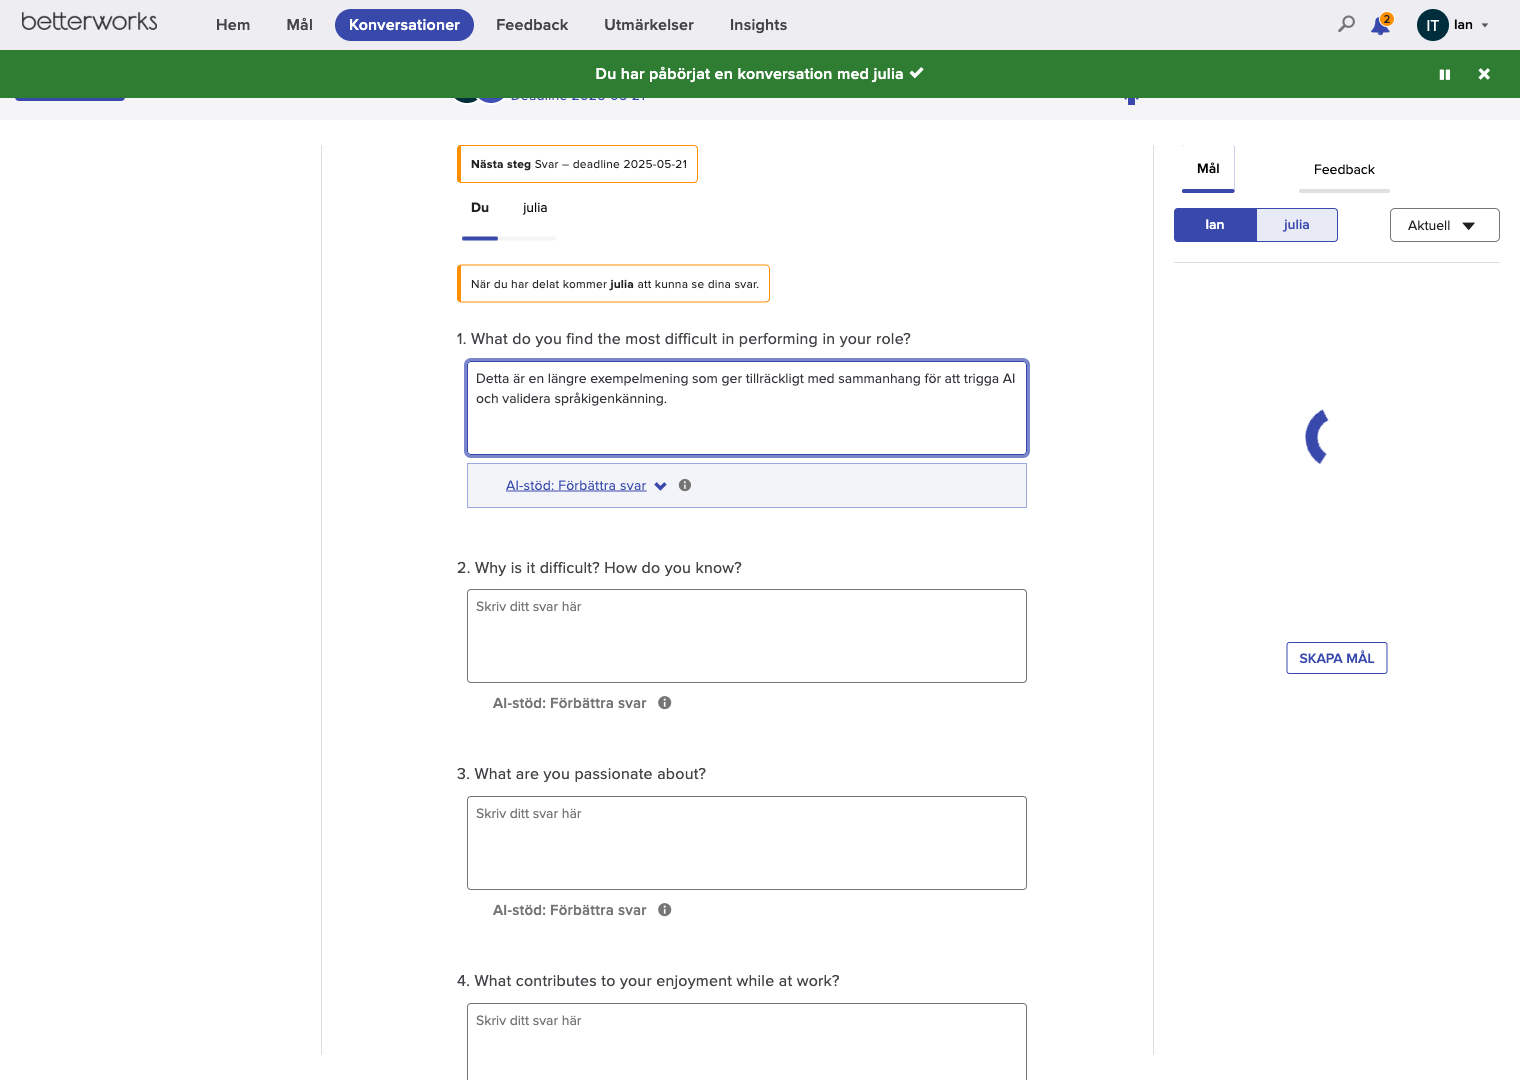 betterworks
Hem
Mål
Konversationer
Feedback
Utmärkelser
Insights
2
IT
Ian
Du har påbörjat en konversation med julia
Deadline 2025-05-21
Nästa steg Svar – deadline 2025-05-21
Du
julia
När du har delat kommer julia att kunna se dina svar.
1. What do you find the most difficult in performing in your role?
Detta är en längre exempelmening som ger tillräckligt med sammanhang för att trigga AI
och validera språkigenkänning.
AI-stöd: Förbättra svar
2. Why is it difficult? How do you know?
Skriv ditt svar här
AI-stöd: Förbättra svar
3. What are you passionate about?
Skriv ditt svar här
AI-stöd: Förbättra svar
4. What contributes to your enjoyment while at work?
Skriv ditt svar här
Mål
Feedback
Ian
julia
Aktuell
SKAPA MÅL